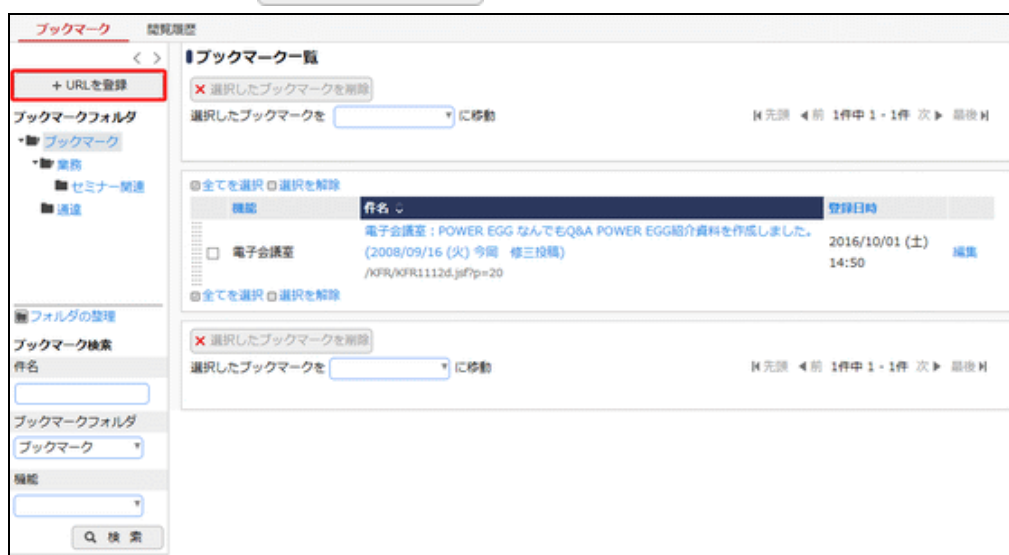 ブックマーク 閲覧履歴
+ URLを登録
ブックマークフォルダ
ブックマーク
業務
セミナー関連
通達
フォルダの整理
ブックマーク検索
件名
ブックマークフォルダ
ブックマーク
機能
検 索
ブックマーク一覧
選択したブックマークを削除
選択したブックマークを に移動 先頭 前 1件中 1 - 1件 次 最後
全てを選択 選択を解除
機能 件名 登録日時
電子会議室 電子会議室:POWER EGG なんでもQ&A POWER EGG紹介資料を作成しました。
(2008/09/16 (火) 今岡 修三投稿)
/KFR/KFR1112d.jsf?p=20
2016/10/01 (土)
14:50
編集
全てを選択 選択を解除
選択したブックマークを削除
選択したブックマークを に移動 先頭 前 1件中 1 - 1件 次 最後